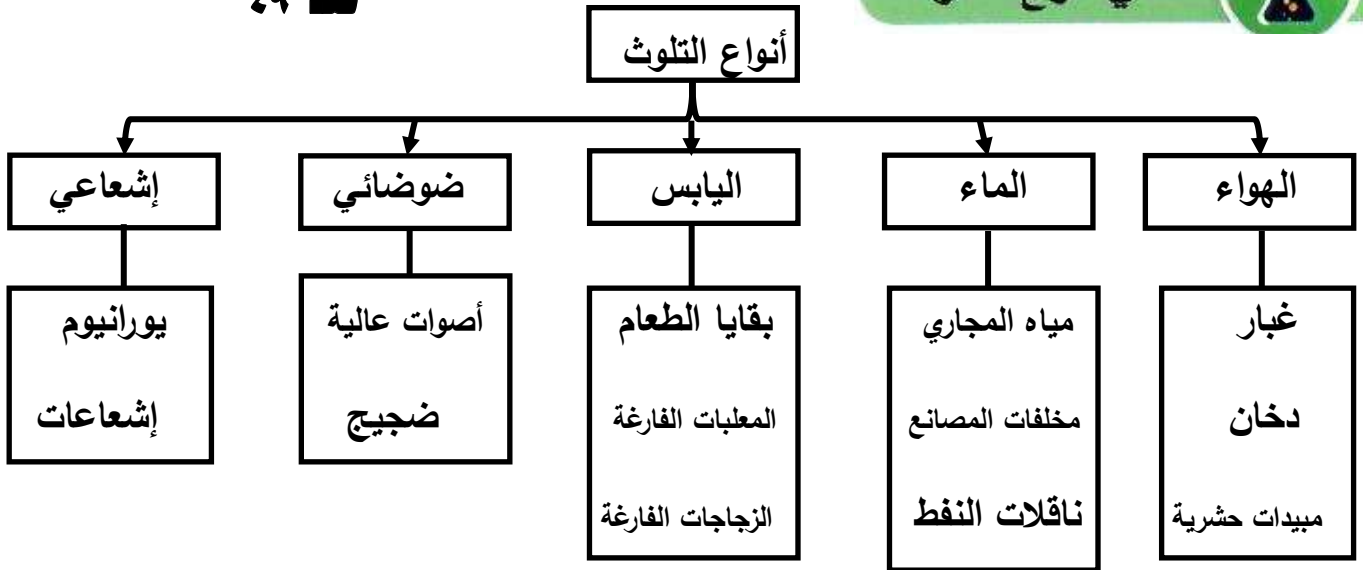 أنواع التلوث
الهواء
الماء
اليابس
ضوضائي
إشعاعي
غبار
دخان
مبيدات حشرية
مياه المجاري
مخلفات المصانع
ناقلات النفط
بقايا الطعام
المعلبات الفارغة
الزجاجات الفارغة
أصوات عالية
ضجيج
يورانيوم
إشعاعات